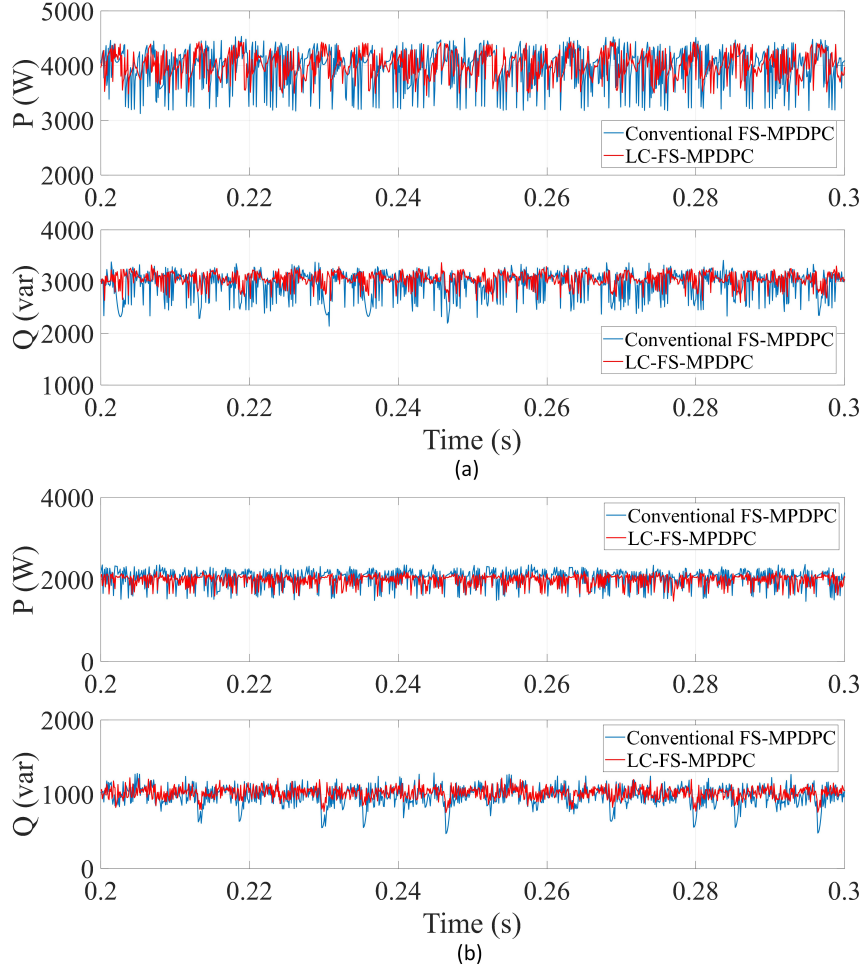 5000
4000
3000
2000
P (W)
Conventional FS-MPDPC
LC-FS-MPDPC
0.2 0.22 0.24 0.26 0.28 0.3
4000
3000
2000
1000
Q (var)
Conventional FS-MPDPC
LC-FS-MPDPC
0.2 0.22 0.24 0.26 0.28 0.3
Time (s)
(a)
4000
2000
0
P (W)
Conventional FS-MPDPC
LC-FS-MPDPC
0.2 0.22 0.24 0.26 0.28 0.3
2000
1000
0
Q (var)
Conventional FS-MPDPC
LC-FS-MPDPC
0.2 0.22 0.24 0.26 0.28 0.3
Time (s)
(b)